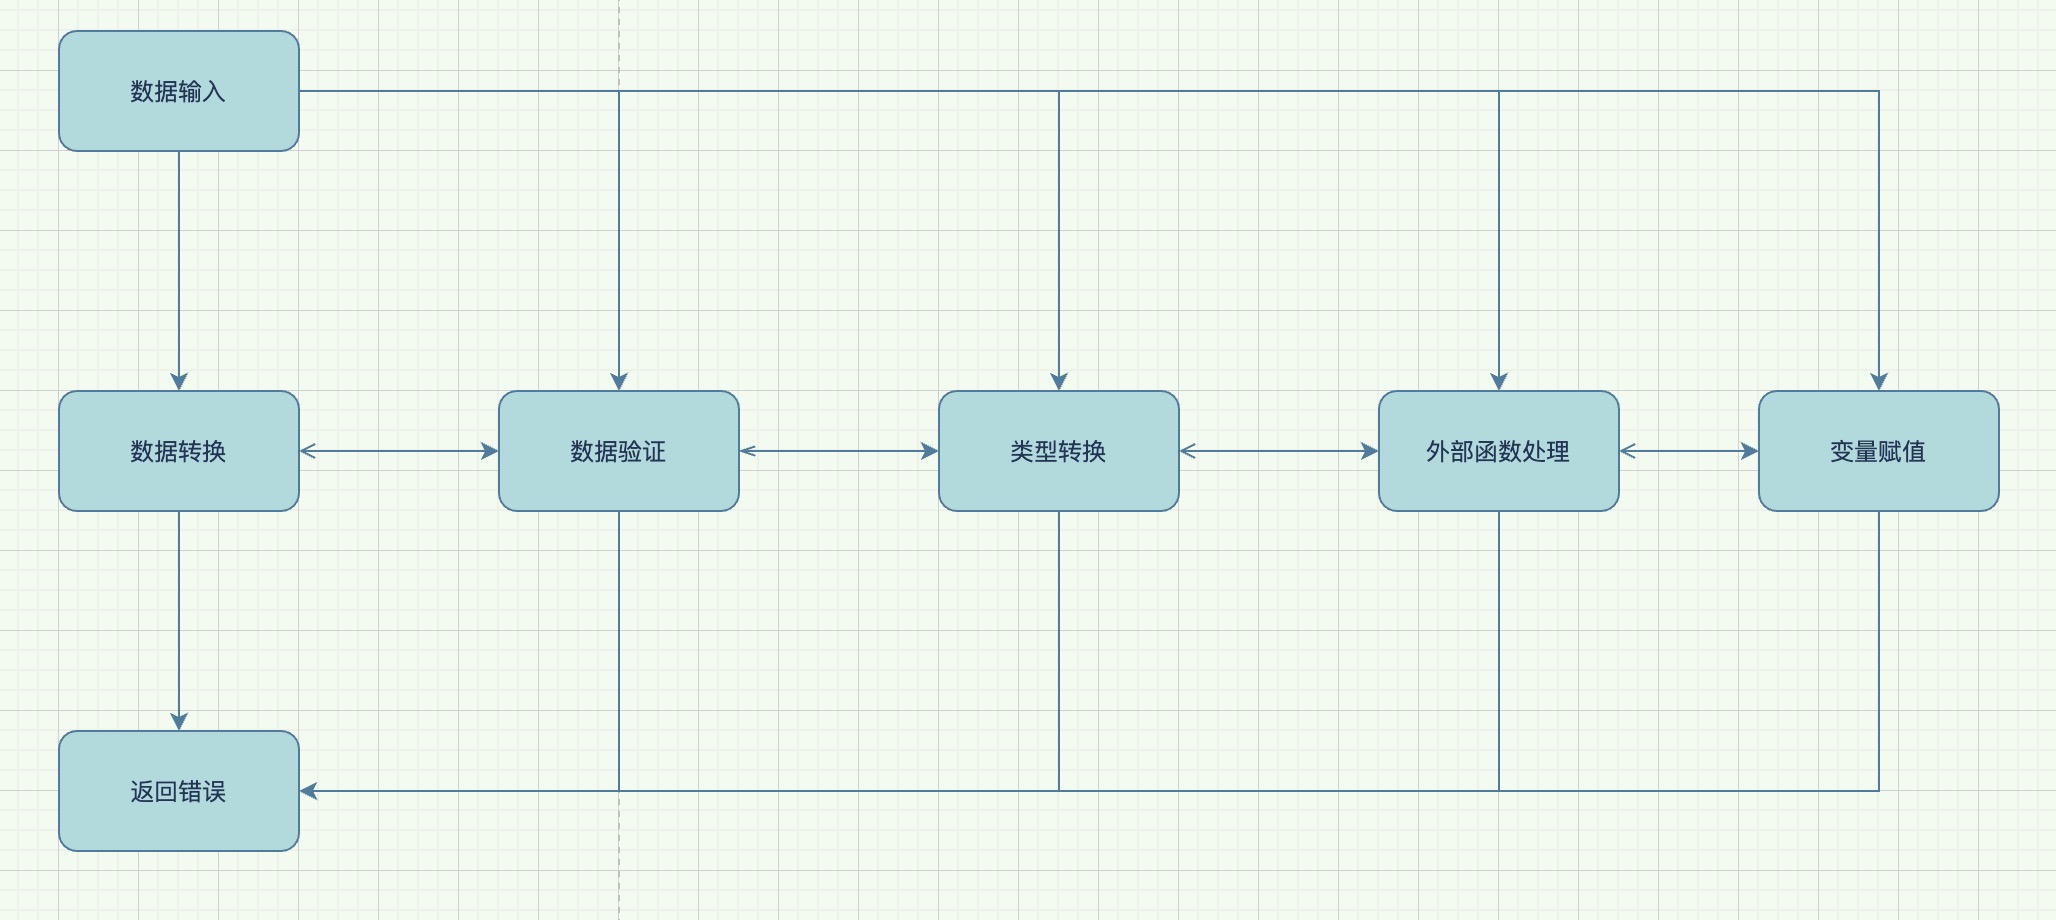 数据输入
数据转换
数据验证
类型转换
外部函数处理
变量赋值
返回错误